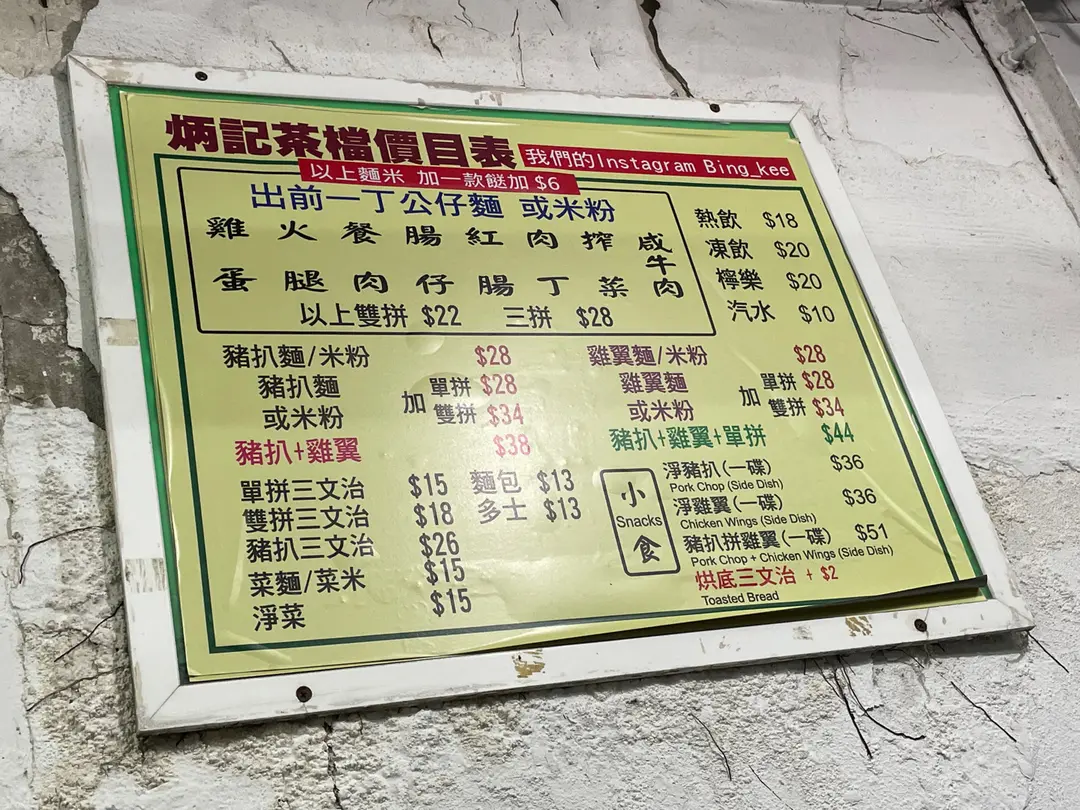 炳記茶檔價目表
我們的Instagram Bing_kee
以上麵米 加一款餸加 $6
出前一丁公仔麵 或米粉
雞 火 餐 腸 紅 肉 搾 咸牛
蛋 腿 肉 仔 腸 丁 菜 肉
以上雙拼 $22 三拼 $28
熱飲 $18
凍飲 $20
檸樂 $20
汽水 $10
豬扒麵/米粉 $28
豬扒麵
或米粉
加
單拼 $28
雙拼 $34
豬扒+雞翼 $38
雞翼麵/米粉 $28
雞翼麵
或米粉
加
單拼 $28
雙拼 $34
豬扒+雞翼+單拼 $44
單拼三文治 $15
雙拼三文治 $18
豬扒三文治 $26
菜麵/菜米 $15
淨菜 $15
麵包 $13
多士 $13
小
Snacks
食
淨豬扒(一碟) $36
Pork Chop (Side Dish)
淨雞翼(一碟) $36
Chicken Wings (Side Dish)
豬扒拼雞翼(一碟) $51
Pork Chop + Chicken Wings (Side Dish)
烘底三文治 + $2
Toasted Bread